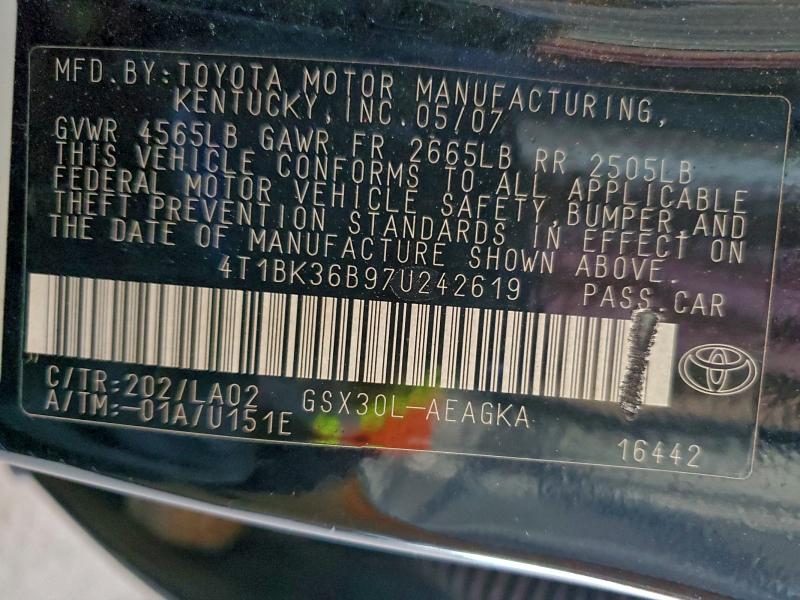 MFD. BY: TOYOTA MOTOR MANUFACTURING,
KENTUCKY, INC. 05/07
GVWR 4565LB GAWR FR 2665LB RR 2505LB
THIS VEHICLE CONFORMS TO ALL APPLICABLE
FEDERAL MOTOR VEHICLE SAFETY, BUMPER, AND
THEFT PREVENTION STANDARDS IN EFFECT ON
THE DATE OF MANUFACTURE SHOWN ABOVE.
4T1BK36B97U242619 PASS. CAR
C/TR: 202/LA02 GSX30L-AEAGKA
A/TM: -01A/U151E
16442